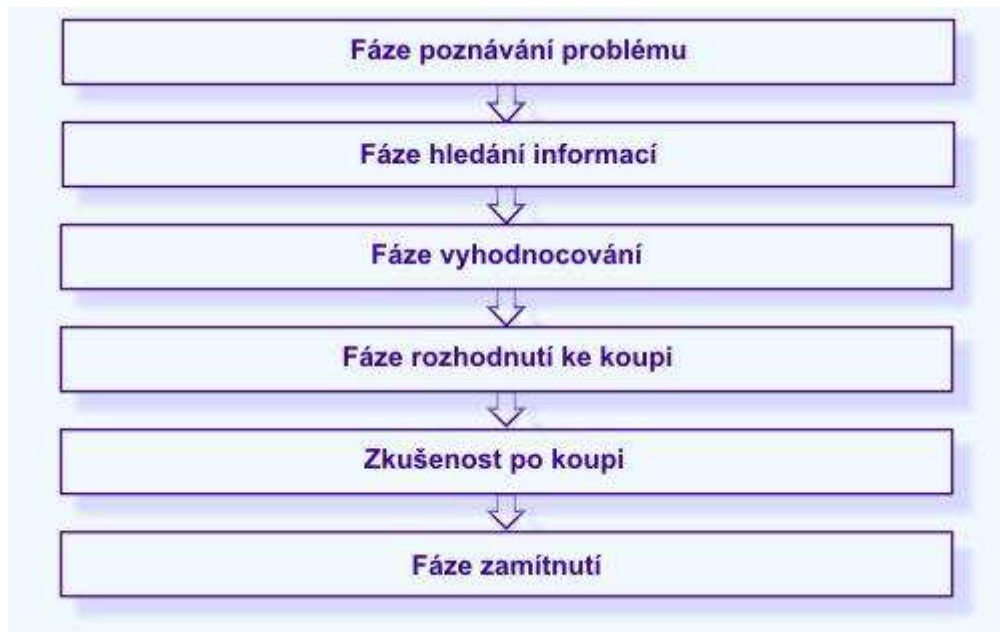 Fáze poznávání problému
Fáze hledání informací
Fáze vyhodnocování
Fáze rozhodnutí ke koupi
Zkušenost po koupi
Fáze zamítnutí